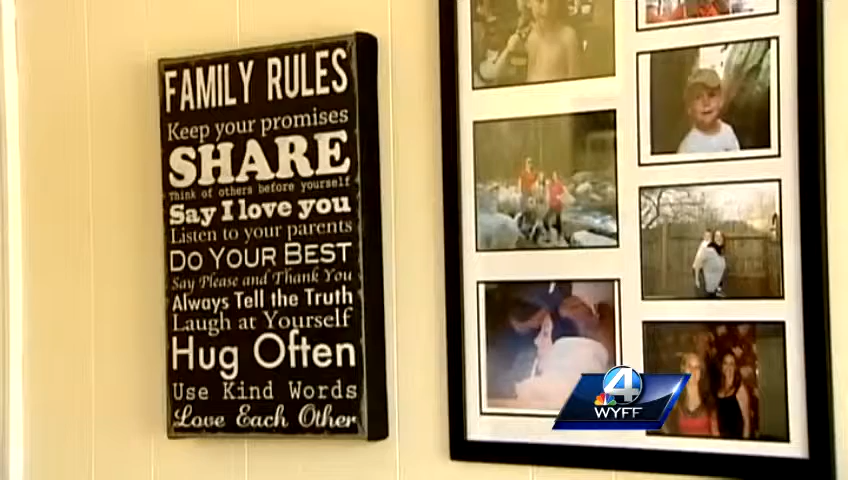 FAMILY RULES
Keep your promises
SHARE
Think of others before yourself
Say I love you
Listen to your parents
DO YOUR BEST
Say Please and Thank You
Always Tell the Truth
Laugh at Yourself
Hug Often
Use Kind Words
Love Each Other
4
WYFF